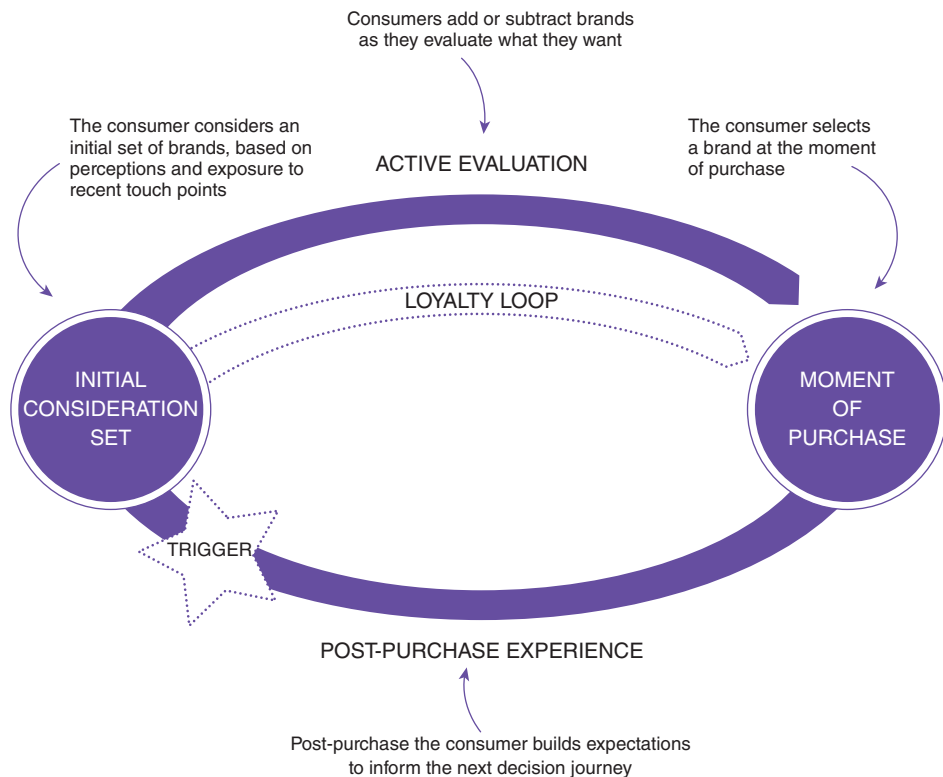 Consumers add or subtract brands
as they evaluate what they want
The consumer considers an
initial set of brands, based on
perceptions and exposure to
recent touch points
The consumer selects
a brand at the moment
of purchase
ACTIVE EVALUATION
LOYALTY LOOP
INITIAL
CONSIDERATION
SET
MOMENT
OF
PURCHASE
TRIGGER
POST-PURCHASE EXPERIENCE
Post-purchase the consumer builds expectations
to inform the next decision journey